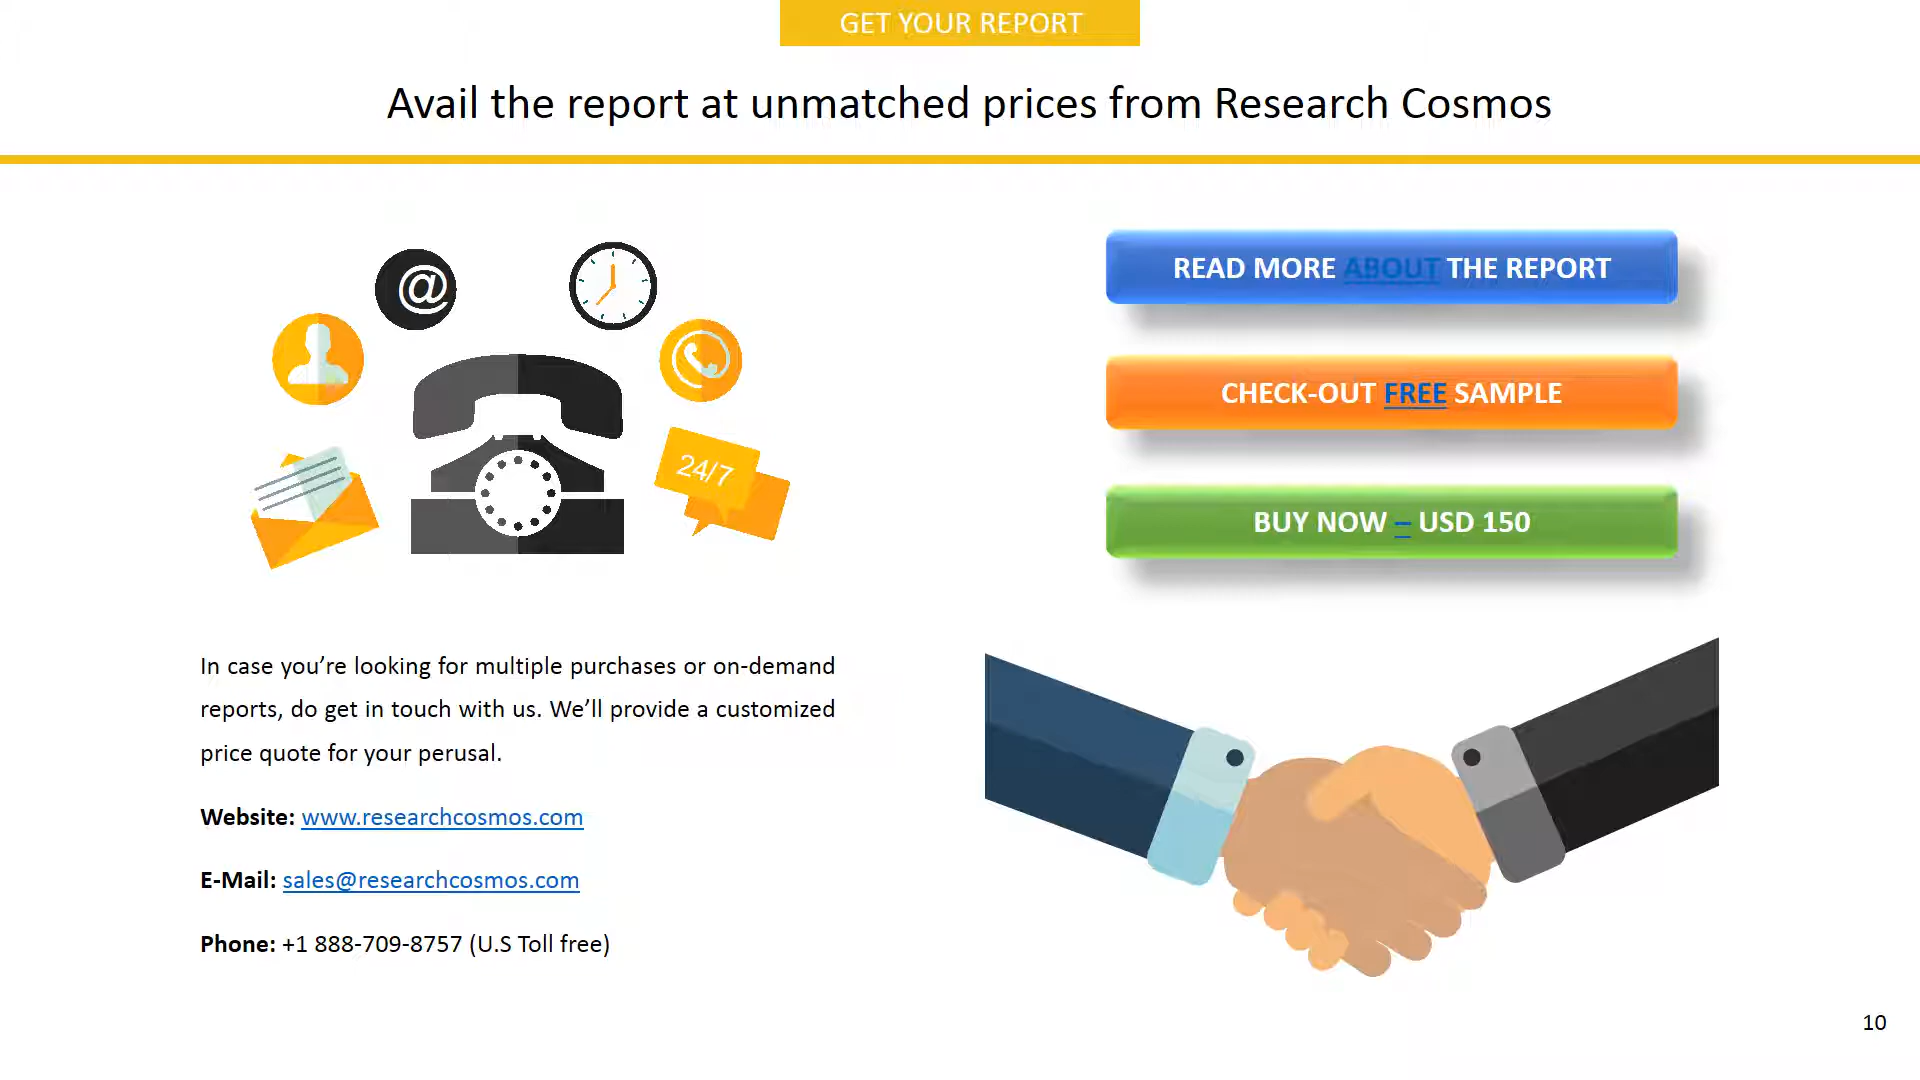 GET YOUR REPORT
Avail the report at unmatched prices from Research Cosmos
@
24/7
READ MORE ABOUT THE REPORT
CHECK-OUT FREE SAMPLE
BUY NOW – USD 150
In case you’re looking for multiple purchases or on-demand
reports, do get in touch with us. We’ll provide a customized
price quote for your perusal.
Website: www.researchcosmos.com
E-Mail: sales@researchcosmos.com
Phone: +1 888-709-8757 (U.S Toll free)
10